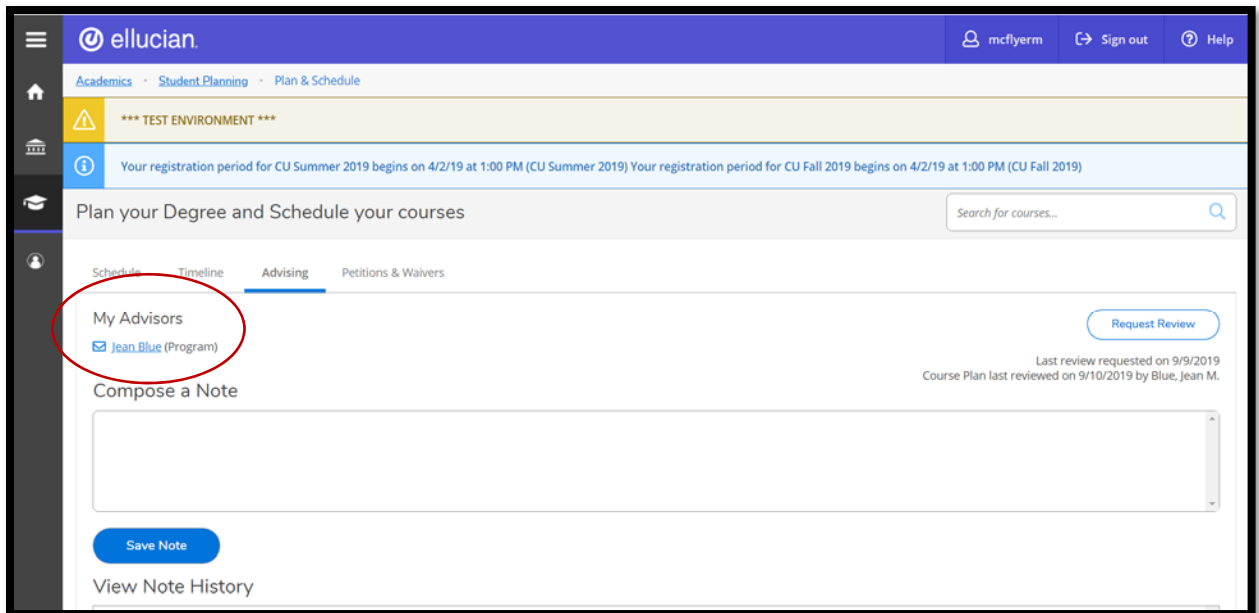 ellucian.
mcflyerm
Sign out
Help
Academics · Student Planning · Plan & Schedule
*** TEST ENVIRONMENT ***
Your registration period for CU Summer 2019 begins on 4/2/19 at 1:00 PM (CU Summer 2019) Your registration period for CU Fall 2019 begins on 4/2/19 at 1:00 PM (CU Fall 2019)
Plan your Degree and Schedule your courses
Search for courses...
Schedule Timeline Advising Petitions & Waivers
My Advisors
Request Review
Jean Blue (Program)
Last review requested on 9/9/2019
Course Plan last reviewed on 9/10/2019 by Blue, Jean M.
Compose a Note
Save Note
View Note History